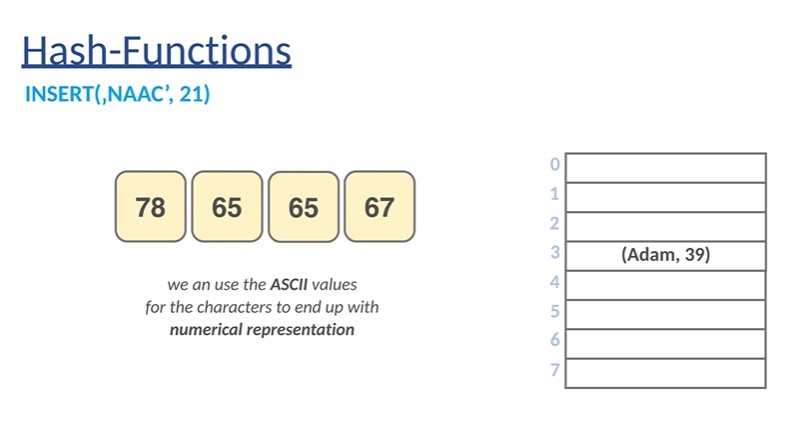 Hash-Functions
INSERT(‚NAAC’, 21)
78 65 65 67
we an use the ASCII values
for the characters to end up with
numerical representation
0
1
2
3 (Adam, 39)
4
5
6
7